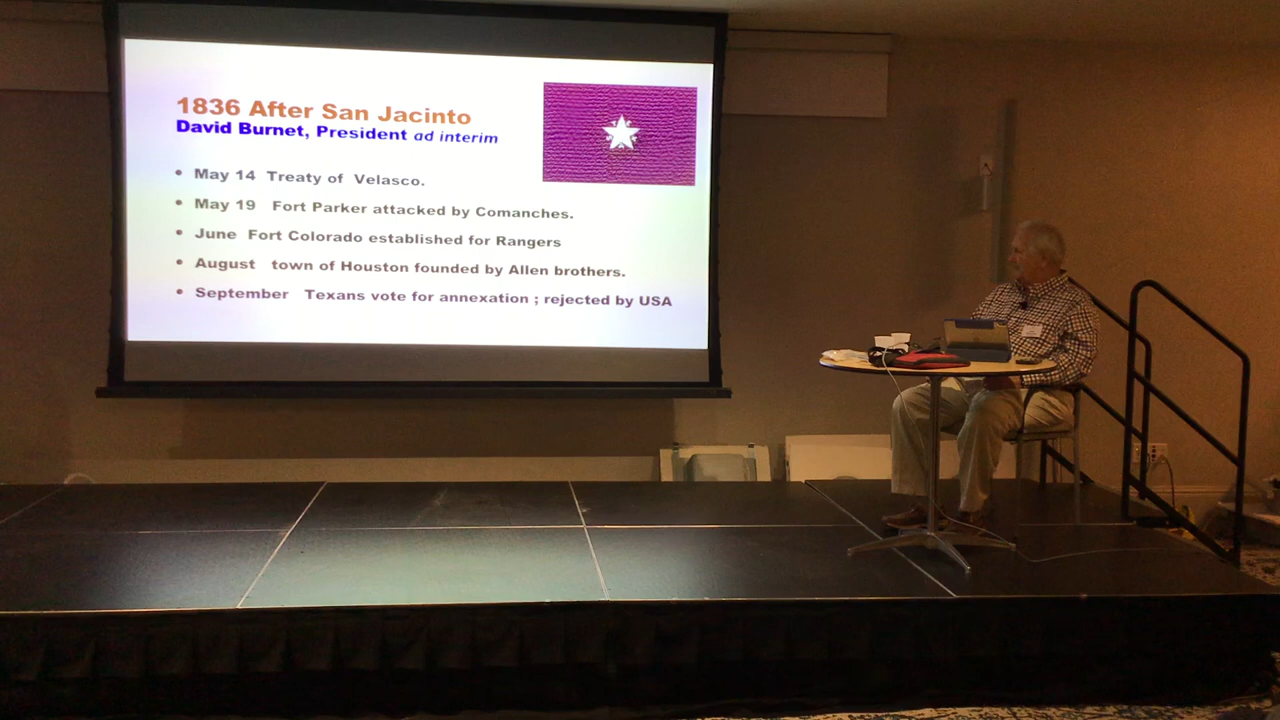 1836 After San Jacinto
David Burnet, President ad interim
• May 14 Treaty of Velasco.
• May 19 Fort Parker attacked by Comanches.
• June Fort Colorado established for Rangers
• August town of Houston founded by Allen brothers.
• September Texans vote for annexation ; rejected by USA